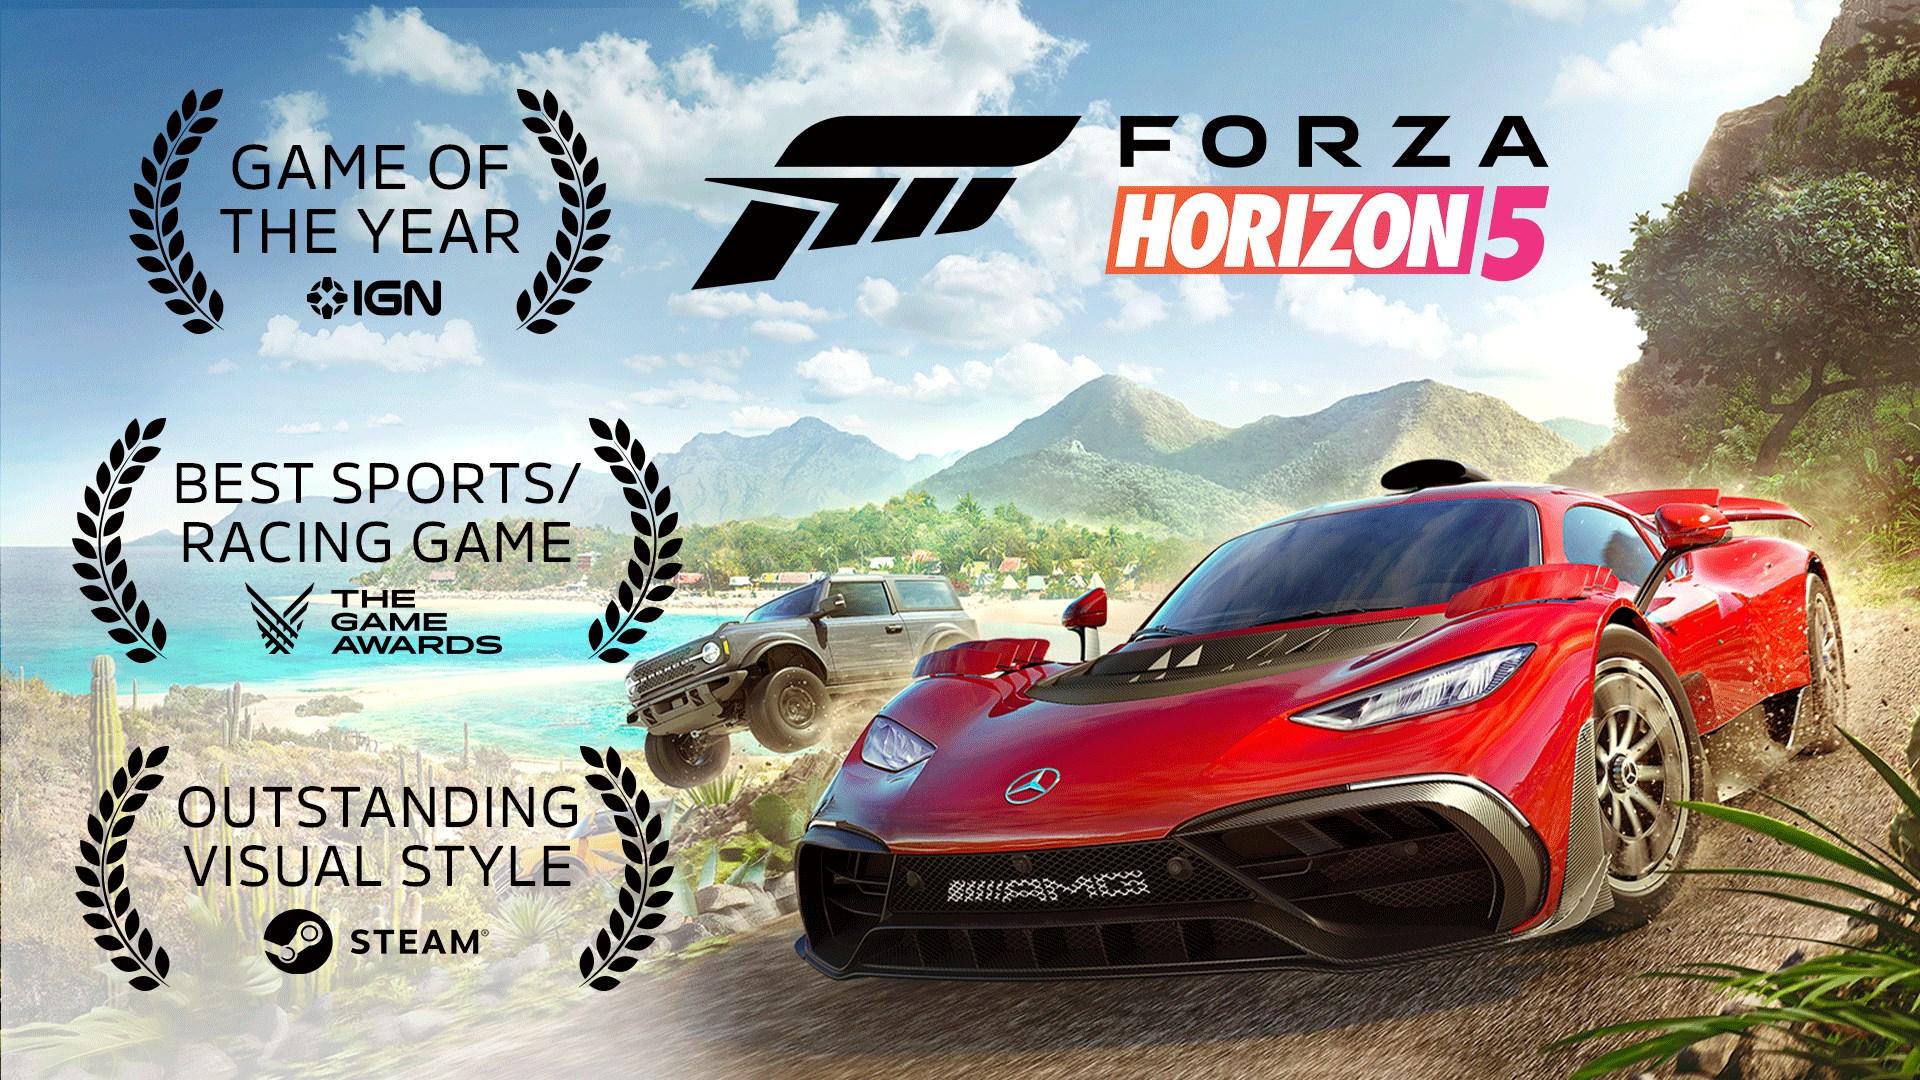 GAME OF
THE YEAR
IGN
FORZA
HORIZON 5
BEST SPORTS/
RACING GAME
THE
GAME
AWARDS
OUTSTANDING
VISUAL STYLE
STEAM®
AMG